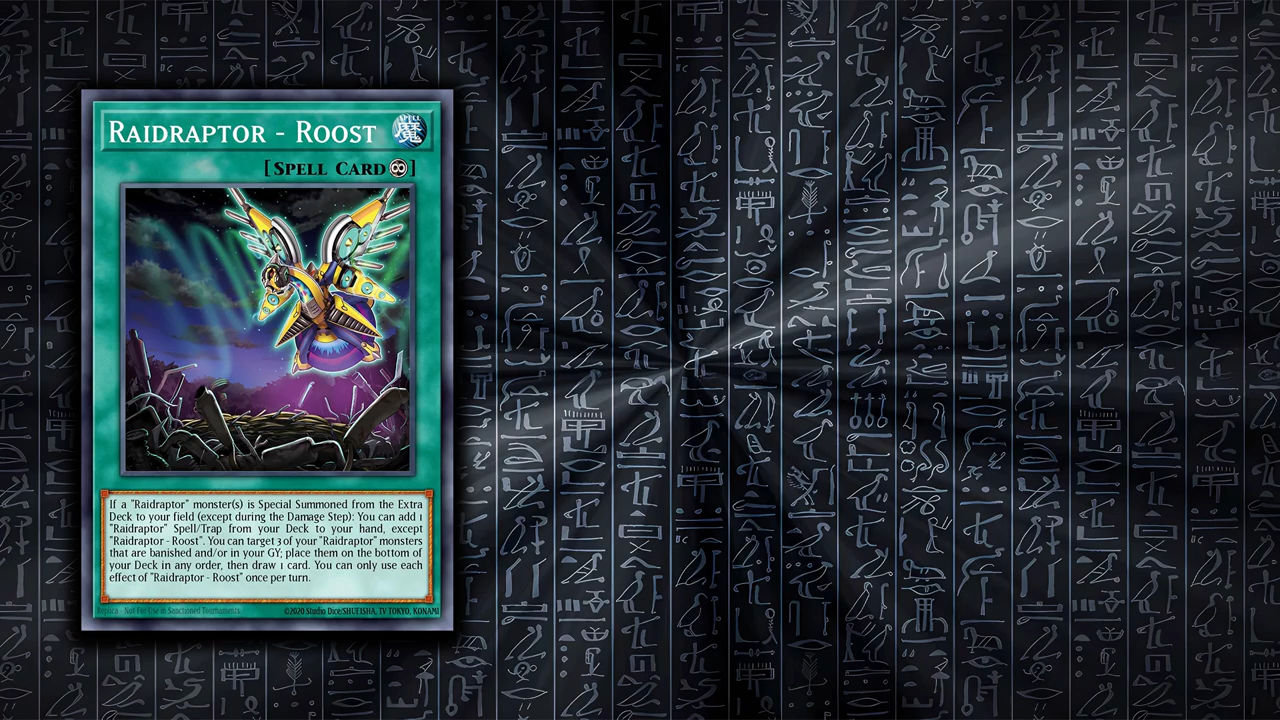 RAIDRAPTOR - ROOST
SPELL
魔
[SPELL CARD]
If a "Raidraptor" monster(s) is Special Summoned from the Extra
Deck to your field (except during the Damage Step): You can add 1
"Raidraptor" Spell/Trap from your Deck to your hand, except
"Raidraptor - Roost". You can target 3 of your "Raidraptor" monsters
that are banished and/or in your GY; place them on the bottom of
your Deck in any order, then draw 1 card. You can only use each
effect of "Raidraptor - Roost" once per turn.
Replica - Not For Use in Sanctioned Tournaments
©2020 Studio Dice/SHUEISHA, TV TOKYO, KONAMI